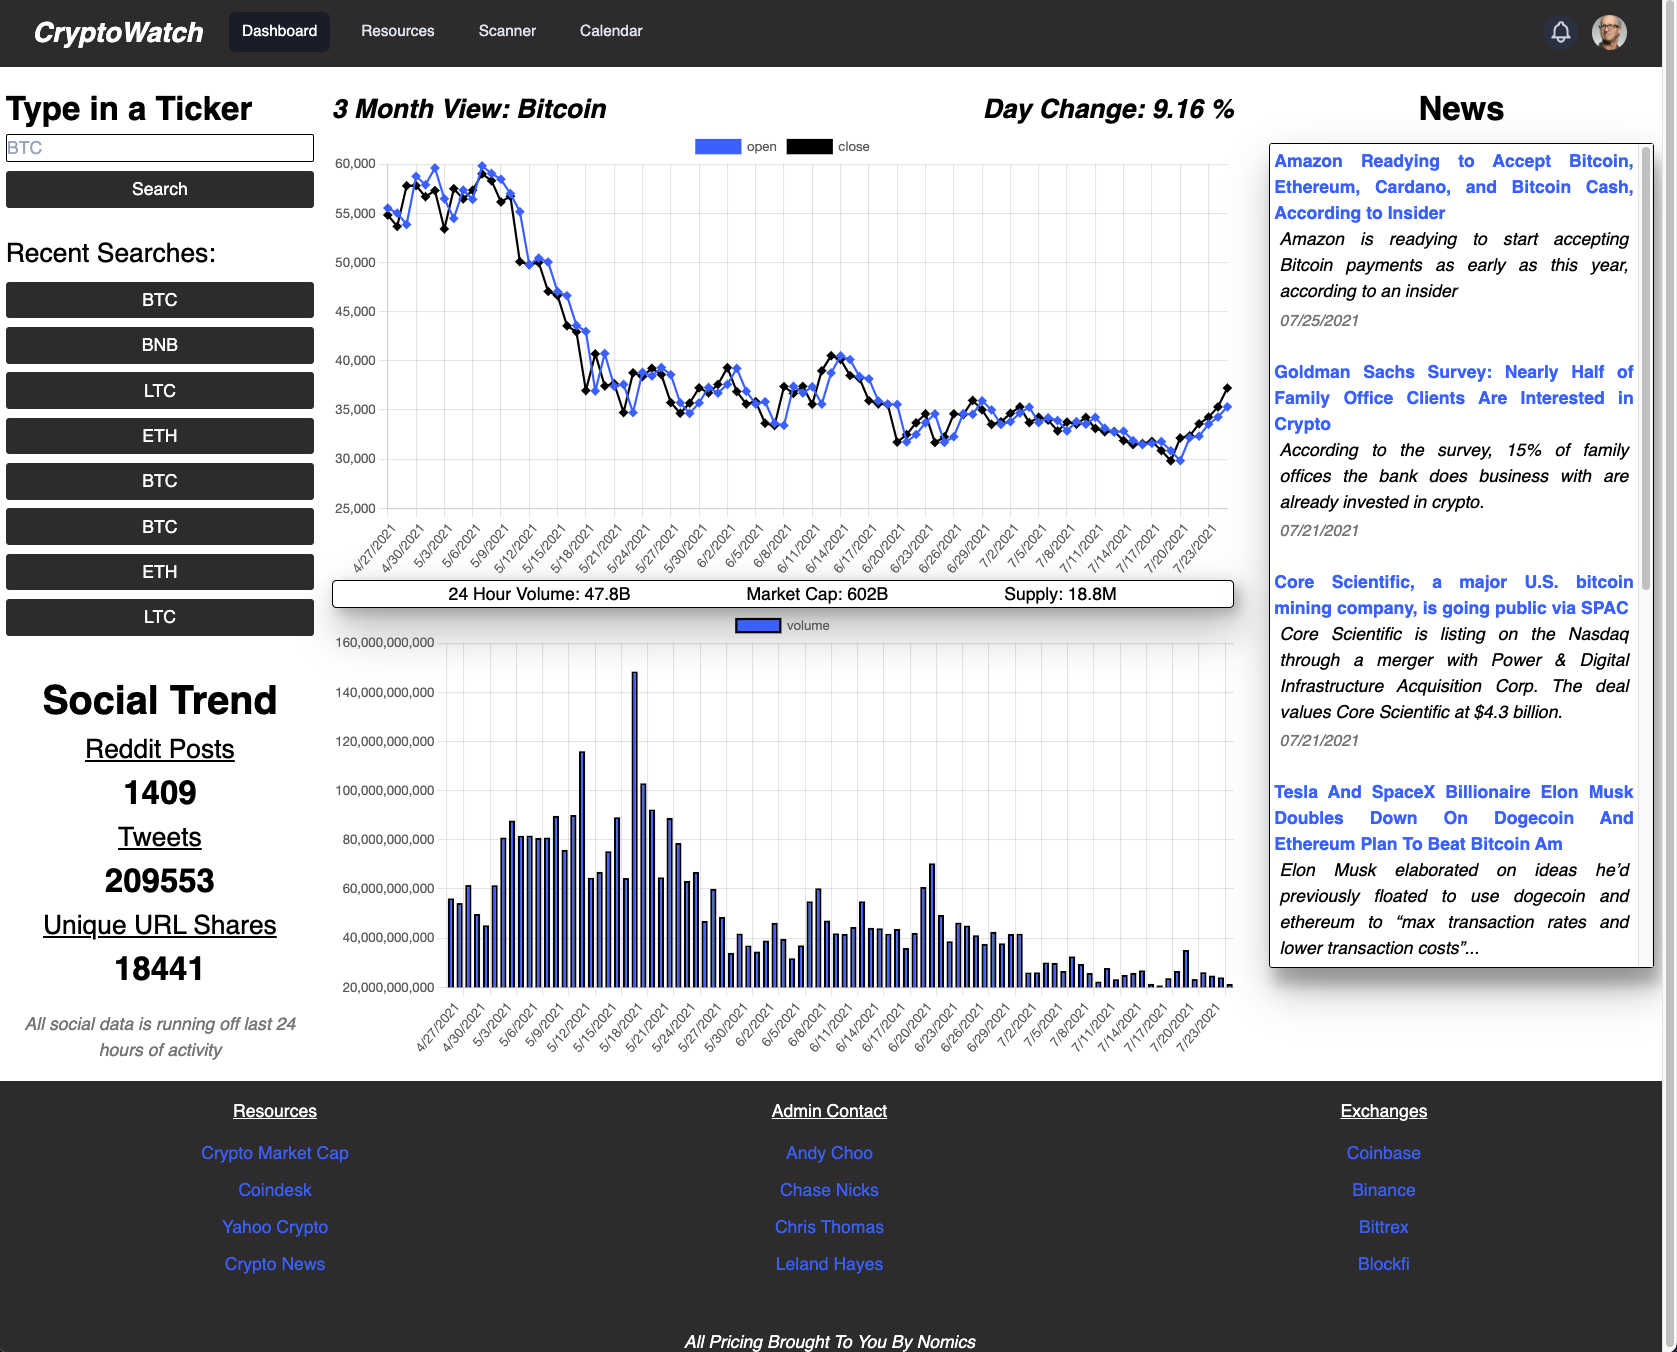 CryptoWatch
Dashboard
Resources
Scanner
Calendar
Type in a Ticker
BTC
Search
Recent Searches:
BTC
BNB
LTC
ETH
BTC
BTC
ETH
LTC
Social Trend
Reddit Posts
1409
Tweets
209553
Unique URL Shares
18441
All social data is running off last 24
hours of activity
3 Month View: Bitcoin
Day Change: 9.16 %
open
close
60,000
55,000
50,000
45,000
40,000
35,000
30,000
25,000
4/27/2021
4/30/2021
5/3/2021
5/6/2021
5/9/2021
5/12/2021
5/15/2021
5/18/2021
5/21/2021
5/24/2021
5/27/2021
5/30/2021
6/2/2021
6/5/2021
6/8/2021
6/11/2021
6/14/2021
6/17/2021
6/20/2021
6/23/2021
6/26/2021
6/29/2021
7/2/2021
7/5/2021
7/8/2021
7/11/2021
7/14/2021
7/17/2021
7/20/2021
7/23/2021
24 Hour Volume: 47.8B
Market Cap: 602B
Supply: 18.8M
volume
160,000,000,000
140,000,000,000
120,000,000,000
100,000,000,000
80,000,000,000
60,000,000,000
40,000,000,000
20,000,000,000
4/27/2021
4/30/2021
5/3/2021
5/6/2021
5/9/2021
5/12/2021
5/15/2021
5/18/2021
5/21/2021
5/24/2021
5/27/2021
5/30/2021
6/2/2021
6/5/2021
6/8/2021
6/11/2021
6/14/2021
6/17/2021
6/20/2021
6/23/2021
6/26/2021
6/29/2021
7/2/2021
7/5/2021
7/8/2021
7/11/2021
7/14/2021
7/17/2021
7/20/2021
7/23/2021
News
Amazon Readying to Accept Bitcoin,
Ethereum, Cardano, and Bitcoin Cash,
According to Insider
Amazon is readying to start accepting
Bitcoin payments as early as this year,
according to an insider
07/25/2021
Goldman Sachs Survey: Nearly Half of
Family Office Clients Are Interested in
Crypto
According to the survey, 15% of family
offices the bank does business with are
already invested in crypto.
07/21/2021
Core Scientific, a major U.S. bitcoin
mining company, is going public via SPAC
Core Scientific is listing on the Nasdaq
through a merger with Power & Digital
Infrastructure Acquisition Corp. The deal
values Core Scientific at $4.3 billion.
07/21/2021
Tesla And SpaceX Billionaire Elon Musk
Doubles Down On Dogecoin And
Ethereum Plan To Beat Bitcoin Am
Elon Musk elaborated on ideas he’d
previously floated to use dogecoin and
ethereum to “max transaction rates and
lower transaction costs”...
Resources
Crypto Market Cap
Coindesk
Yahoo Crypto
Crypto News
Admin Contact
Andy Choo
Chase Nicks
Chris Thomas
Leland Hayes
Exchanges
Coinbase
Binance
Bittrex
Blockfi
All Pricing Brought To You By Nomics